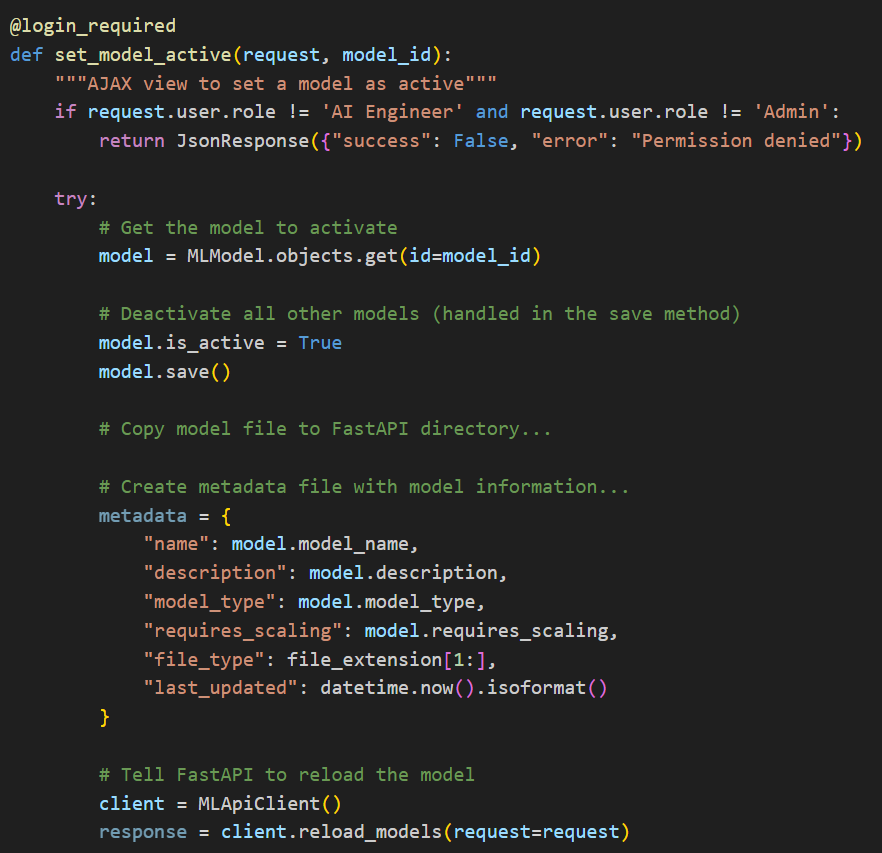 @login_required
def set_model_active(request, model_id):
    """AJAX view to set a model as active"""
    if request.user.role != 'AI Engineer' and request.user.role != 'Admin':
        return JsonResponse({"success": False, "error": "Permission denied"})

    try:
        # Get the model to activate
        model = MLModel.objects.get(id=model_id)

        # Deactivate all other models (handled in the save method)
        model.is_active = True
        model.save()

        # Copy model file to FastAPI directory...

        # Create metadata file with model information...
        metadata = {
            "name": model.model_name,
            "description": model.description,
            "model_type": model.model_type,
            "requires_scaling": model.requires_scaling,
            "file_type": file_extension[1:],
            "last_updated": datetime.now().isoformat()
        }

        # Tell FastAPI to reload the model
        client = MLApiClient()
        response = client.reload_models(request=request)